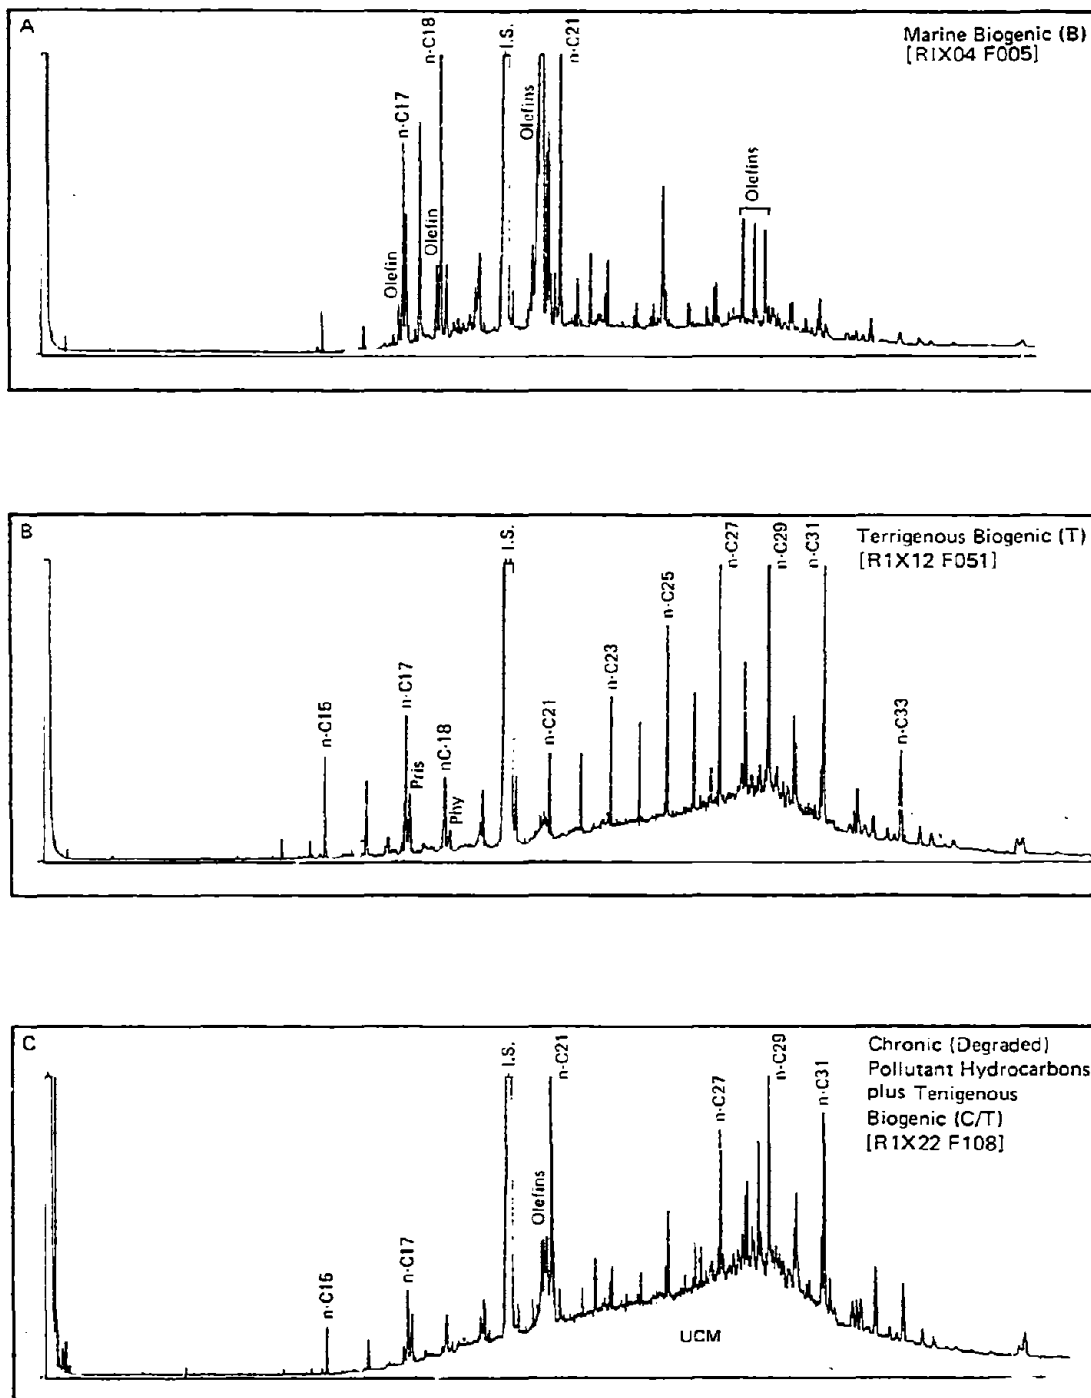 A
Marine Biogenic (B)
[RIX04 F005]
Olefin
n-C17
Olefin
n-C18
I.S.
Olefins
n-C21
Olefins
B
Terrigenous Biogenic (T)
[R1X12 F051]
n-C15
n-C17
Pris
nC-18
Phy
I.S.
n-C21
n-C23
n-C25
n-C27
n-C29
n-C31
n-C33
C
Chronic (Degraded)
Pollutant Hydrocarbons
plus Tenigenous
Biogenic (C/T)
[R1X22 F108]
n-C15
n-C17
I.S.
Olefins
n-C21
n-C27
n-C29
n-C31
UCM